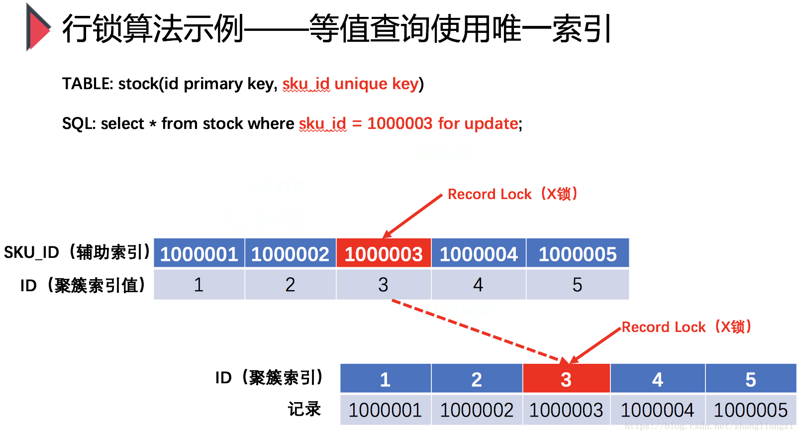 行锁算法示例——等值查询使用唯一索引
TABLE: stock(id primary key, sku_id unique key)
SQL: select * from stock where sku_id = 1000003 for update;
Record Lock（X锁）
SKU_ID（辅助索引） 1000001 1000002 1000003 1000004 1000005
ID（聚簇索引值） 1 2 3 4 5
Record Lock（X锁）
ID（聚簇索引） 1 2 3 4 5
记录 1000001 1000002 1000003 1000004 1000005